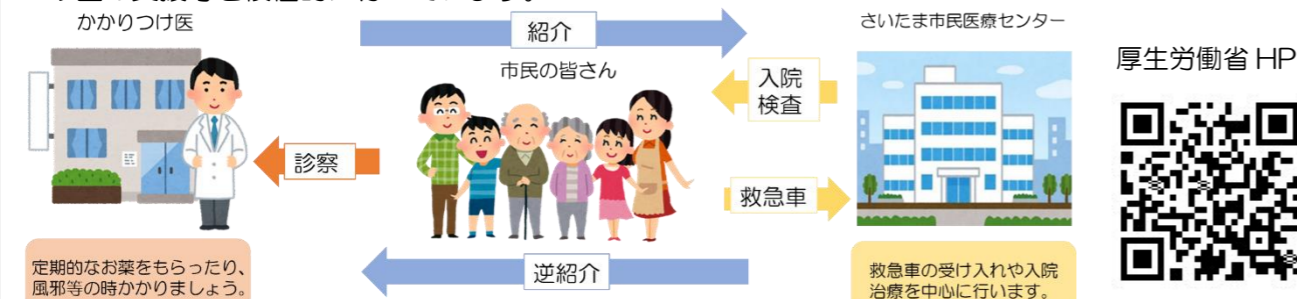 かかりつけ医
紹介
さいたま市民医療センター
市民の皆さん
厚生労働省 HP
入院
検査
診察
救急車
逆紹介
定期的なお薬をもらったり、
風邪等の時かかりましょう。
救急車の受け入れや入院
治療を中心に行います。